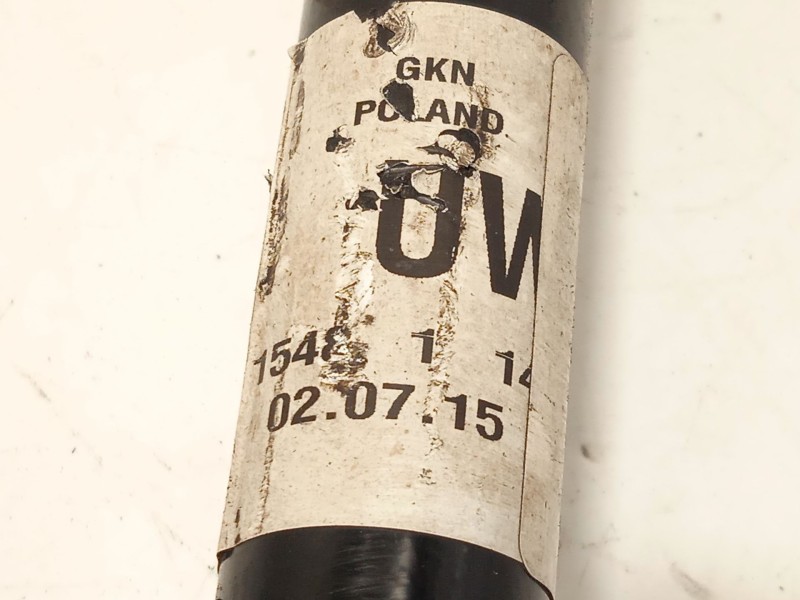 GKN
POLAND
UW
1548 1 14
02.07.15